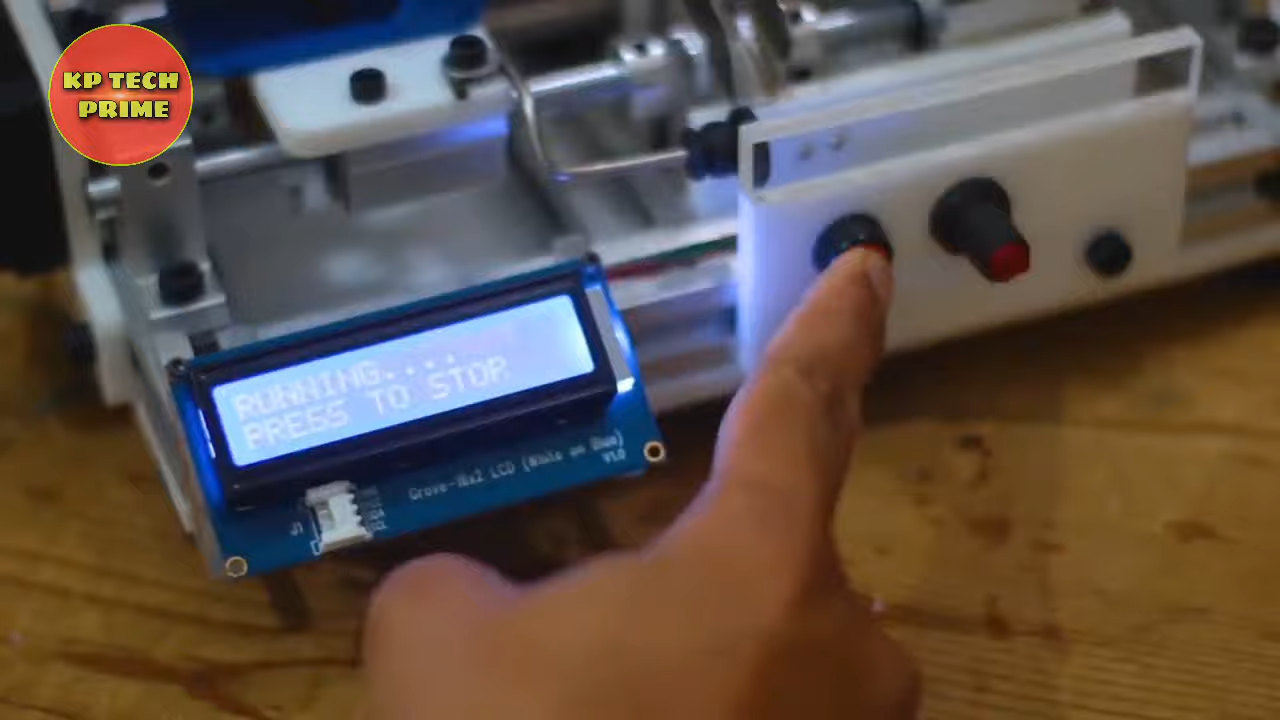 KP TECH
PRIME
RUNNING....
PRESS TO STOP
Grove-16x2 LCD (White on Blue)
V1.0
J1